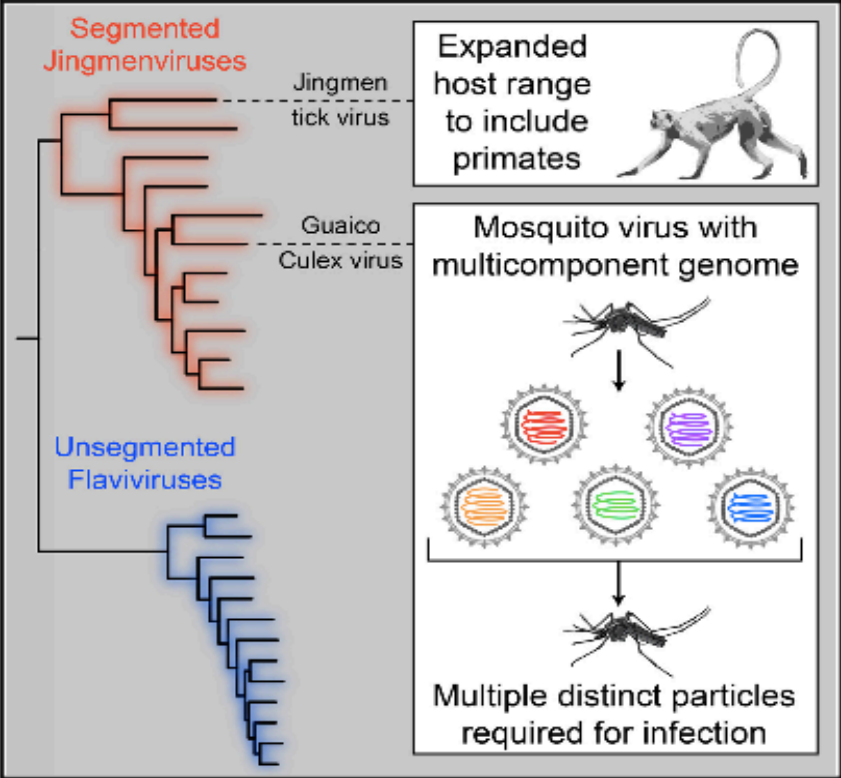 Segmented
Jingmenviruses
Jingmen
tick virus
Expanded
host range
to include
primates
Guaico
Culex virus
Mosquito virus with
multicomponent genome
Unsegmented
Flaviviruses
Multiple distinct particles
required for infection